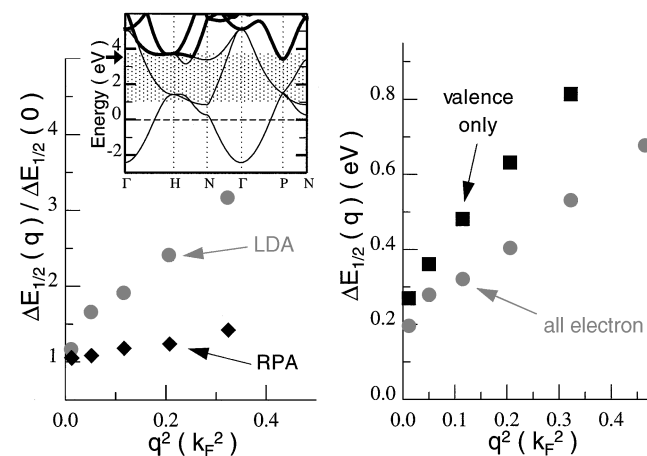 ΔE1/2 (q) / ΔE1/2 (0)
4
3
2
1
0.0
0.2
0.4
q² ( kF² )
LDA
RPA
Energy ( eV )
4
2
0
-2
Γ
H
N
Γ
P
N
ΔE1/2 (q) ( eV )
0.8
0.6
0.4
0.2
0.0
0.0
0.1
0.2
0.3
0.4
q² ( kF² )
valence
only
all electron